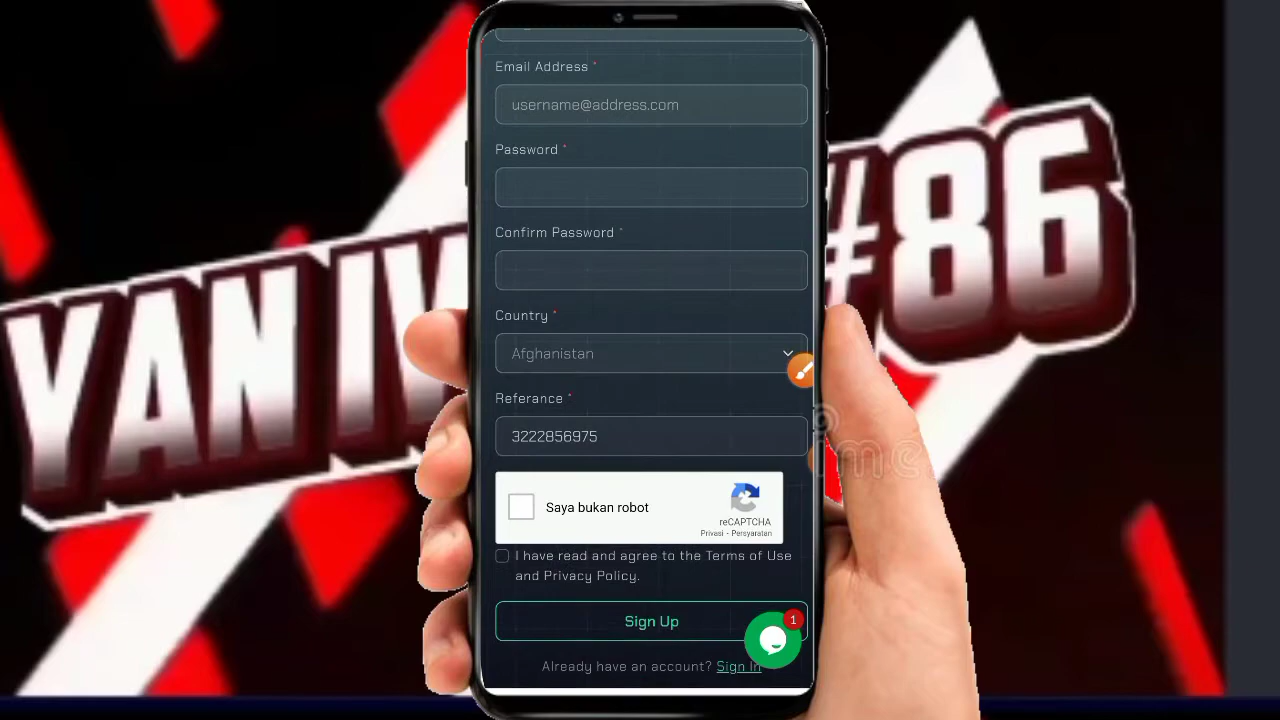 YAN IV
#86
Email Address *
username@address.com
Password *
Confirm Password *
Country *
Afghanistan
Referance *
3222856975
Saya bukan robot
reCAPTCHA
Privasi - Persyaratan
I have read and agree to the Terms of Use
and Privacy Policy.
Sign Up
1
Already have an account? Sign In